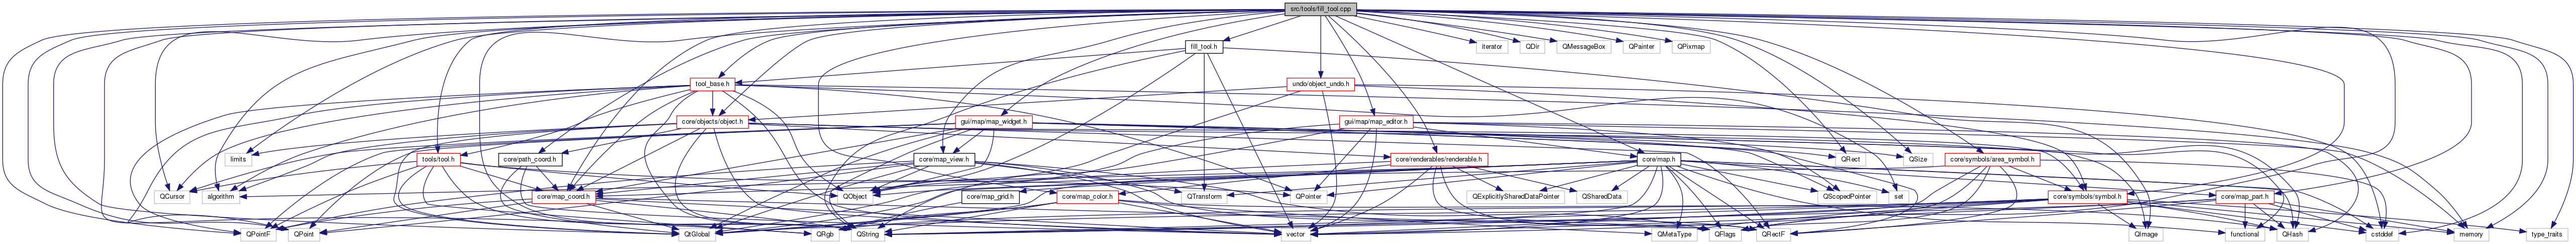 src/tools/fill_tool.cpp
fill_tool.h
iterator
QDir
QMessageBox
QPainter
QPixmap
tool_base.h
undo/object_undo.h
core/objects/object.h
gui/map/map_widget.h
gui/map/map_editor.h
limits
tools/tool.h
core/path_coord.h
core/map_view.h
core/renderables/renderable.h
core/map.h
QRect
QSize
core/symbols/area_symbol.h
QCursor
algorithm
core/map_coord.h
QObject
core/map_grid.h
core/map_color.h
QTransform
QPointer
QExplicitlySharedDataPointer
QSharedData
QScopedPointer
set
core/symbols/symbol.h
core/map_part.h
QPointF
QPoint
QtGlobal
QRgb
QString
vector
QMetaType
QFlags
QRectF
QImage
functional
QHash
cstddef
memory
type_traits